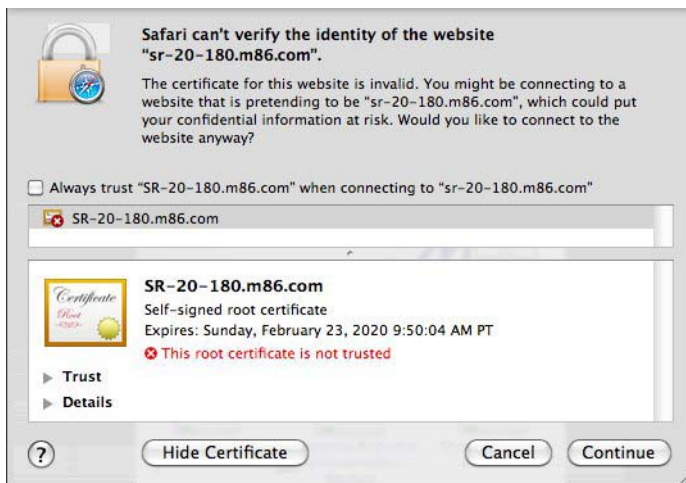 Safari can't verify the identity of the website
“sr-20-180.m86.com”.
The certificate for this website is invalid. You might be connecting to a
website that is pretending to be “sr-20-180.m86.com”, which could put
your confidential information at risk. Would you like to connect to the
website anyway?
Always trust “SR-20-180.m86.com” when connecting to “sr-20-180.m86.com”
SR-20-180.m86.com
Certificate
Root
SR-20-180.m86.com
Self-signed root certificate
Expires: Sunday, February 23, 2020 9:50:04 AM PT
This root certificate is not trusted
Trust
Details
? Hide Certificate Cancel Continue